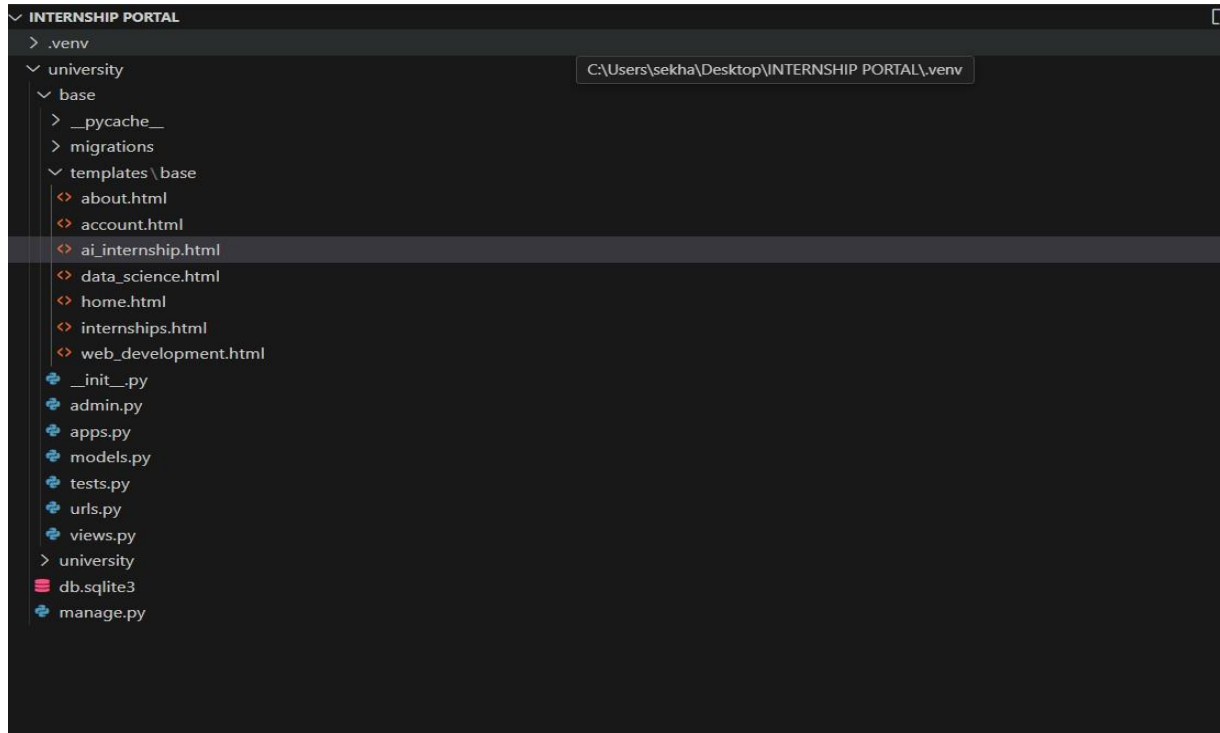 INTERNSHIP PORTAL
.venv
university
C:\Users\sekha\Desktop\INTERNSHIP PORTAL\.venv
base
__pycache__
migrations
templates\base
about.html
account.html
ai_internship.html
data_science.html
home.html
internships.html
web_development.html
__init__.py
admin.py
apps.py
models.py
tests.py
urls.py
views.py
university
db.sqlite3
manage.py